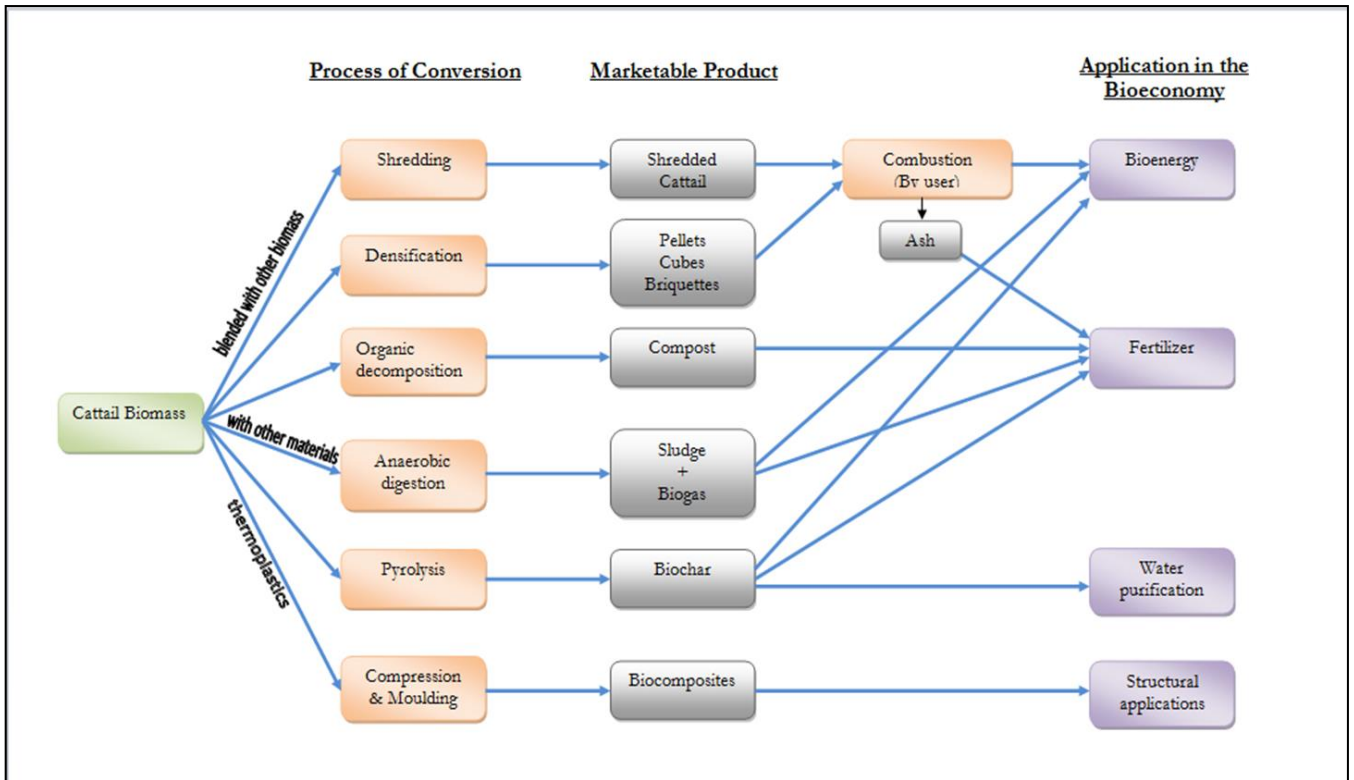 Process of Conversion
Marketable Product
Application in the
Bioeconomy
Shredding
Shredded
Cattail
Combustion
(By user)
Bioenergy
Ash
blended with other biomass
Densification
Pellets
Cubes
Briquettes
Organic
decomposition
Compost
Fertilizer
Cattail Biomass
with other materials
Anaerobic
digestion
Sludge
+
Biogas
thermoplastics
Pyrolysis
Biochar
Water
purification
Compression
& Moulding
Biocomposites
Structural
applications